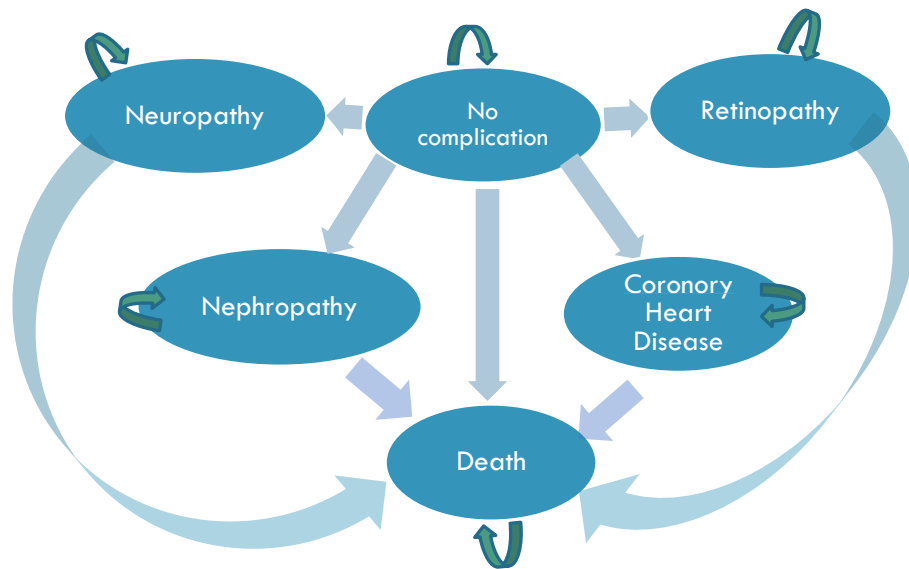 Neuropathy
No
complication
Retinopathy
Nephropathy
Coronory
Heart
Disease
Death